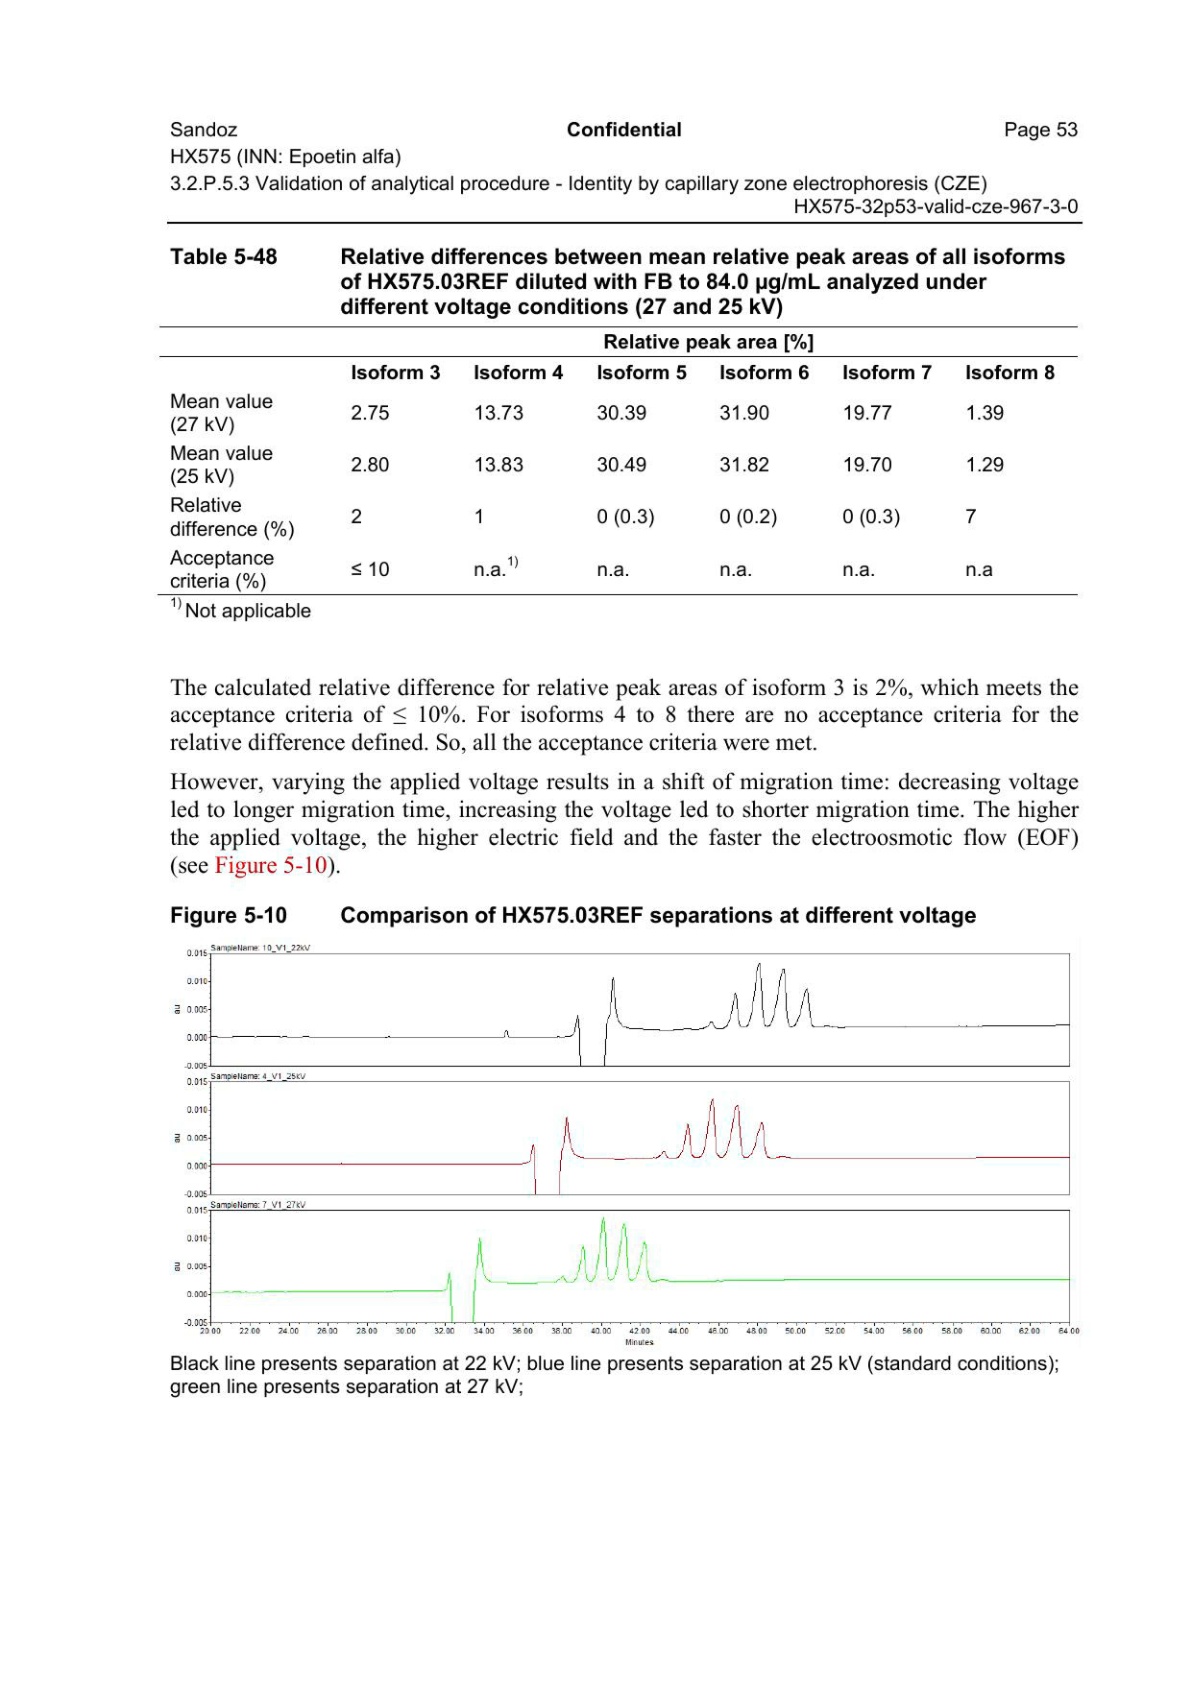 Sandoz Confidential Page 53
HX575 (INN: Epoetin alfa)
3.2.P.5.3 Validation of analytical procedure - Identity by capillary zone electrophoresis (CZE)
HX575-32p53-valid-cze-967-3-0
Table 5-48 Relative differences between mean relative peak areas of all isoforms
of HX575.03REF diluted with FB to 84.0 µg/mL analyzed under
different voltage conditions (27 and 25 kV)
Relative peak area [%]
Isoform 3 Isoform 4 Isoform 5 Isoform 6 Isoform 7 Isoform 8
Mean value
(27 kV) 2.75 13.73 30.39 31.90 19.77 1.39
Mean value
(25 kV) 2.80 13.83 30.49 31.82 19.70 1.29
Relative
difference (%) 2 1 0 (0.3) 0 (0.2) 0 (0.3) 7
Acceptance
criteria (%) ≤ 10 n.a.1) n.a. n.a. n.a. n.a
1) Not applicable
The calculated relative difference for relative peak areas of isoform 3 is 2%, which meets the
acceptance criteria of ≤ 10%. For isoforms 4 to 8 there are no acceptance criteria for the
relative difference defined. So, all the acceptance criteria were met.
However, varying the applied voltage results in a shift of migration time: decreasing voltage
led to longer migration time, increasing the voltage led to shorter migration time. The higher
the applied voltage, the higher electric field and the faster the electroosmotic flow (EOF)
(see Figure 5-10).
Figure 5-10 Comparison of HX575.03REF separations at different voltage
SampleName: 10_V1_22kV
0.015
0.010
au 0.005
0.000
-0.005
SampleName: 4_V1_25kV
0.015
0.010
au 0.005
0.000
-0.005
SampleName: 7_V1_27kV
0.015
0.010
au 0.005
0.000
-0.005
20.00 22.00 24.00 26.00 28.00 30.00 32.00 34.00 36.00 38.00 40.00 42.00 44.00 46.00 48.00 50.00 52.00 54.00 56.00 58.00 60.00 62.00 64.00
Minutes
Black line presents separation at 22 kV; blue line presents separation at 25 kV (standard conditions);
green line presents separation at 27 kV;